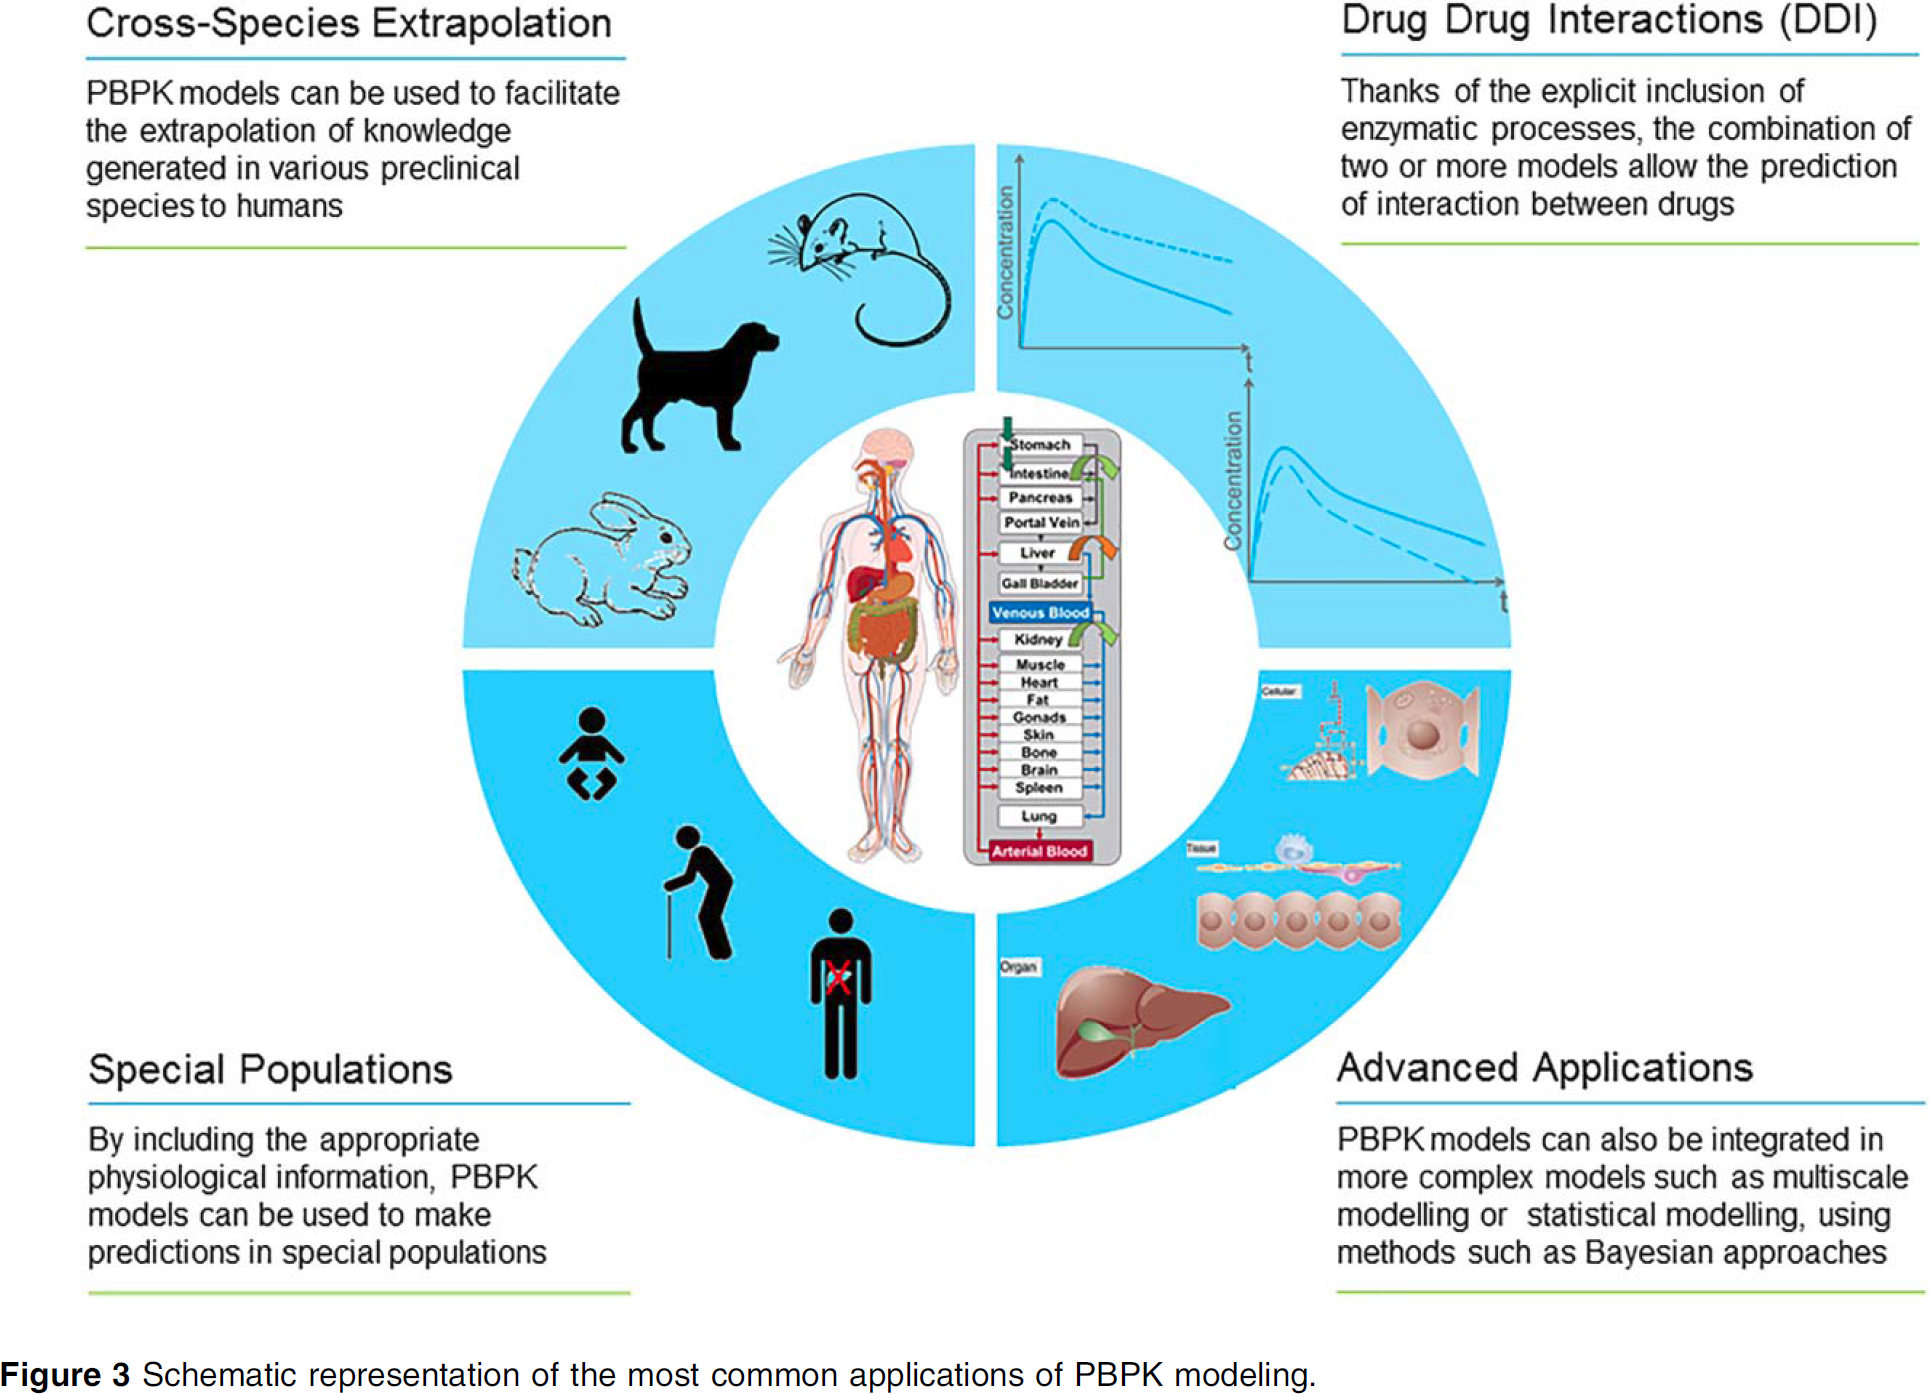 Cross-Species Extrapolation
PBPK models can be used to facilitate
the extrapolation of knowledge
generated in various preclinical
species to humans
Drug Drug Interactions (DDI)
Thanks of the explicit inclusion of
enzymatic processes, the combination of
two or more models allow the prediction
of interaction between drugs
Concentration
t
Concentration
t
Stomach
Intestine
Pancreas
Portal Vein
Liver
Gall Bladder
Venous Blood
Kidney
Muscle
Heart
Fat
Gonads
Skin
Bone
Brain
Spleen
Lung
Arterial Blood
Cellular
Tissue
Organ
Special Populations
By including the appropriate
physiological information, PBPK
models can be used to make
predictions in special populations
Advanced Applications
PBPK models can also be integrated in
more complex models such as multiscale
modelling or statistical modelling, using
methods such as Bayesian approaches
Figure 3 Schematic representation of the most common applications of PBPK modeling.